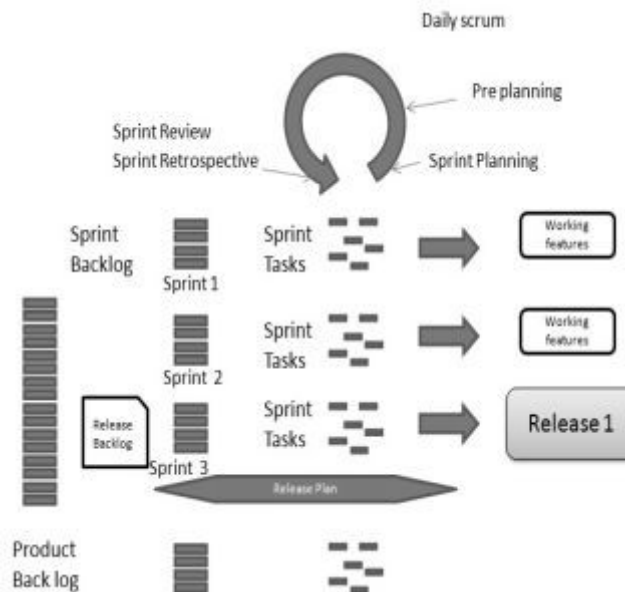 Daily scrum
Pre planning
Sprint Review
Sprint Retrospective
Sprint Planning
Sprint
Backlog
Sprint 1
Sprint
Tasks
Working
features
Sprint 2
Sprint
Tasks
Working
features
Release
Backlog
Sprint 3
Sprint
Tasks
Release 1
Release Plan
Product
Back log